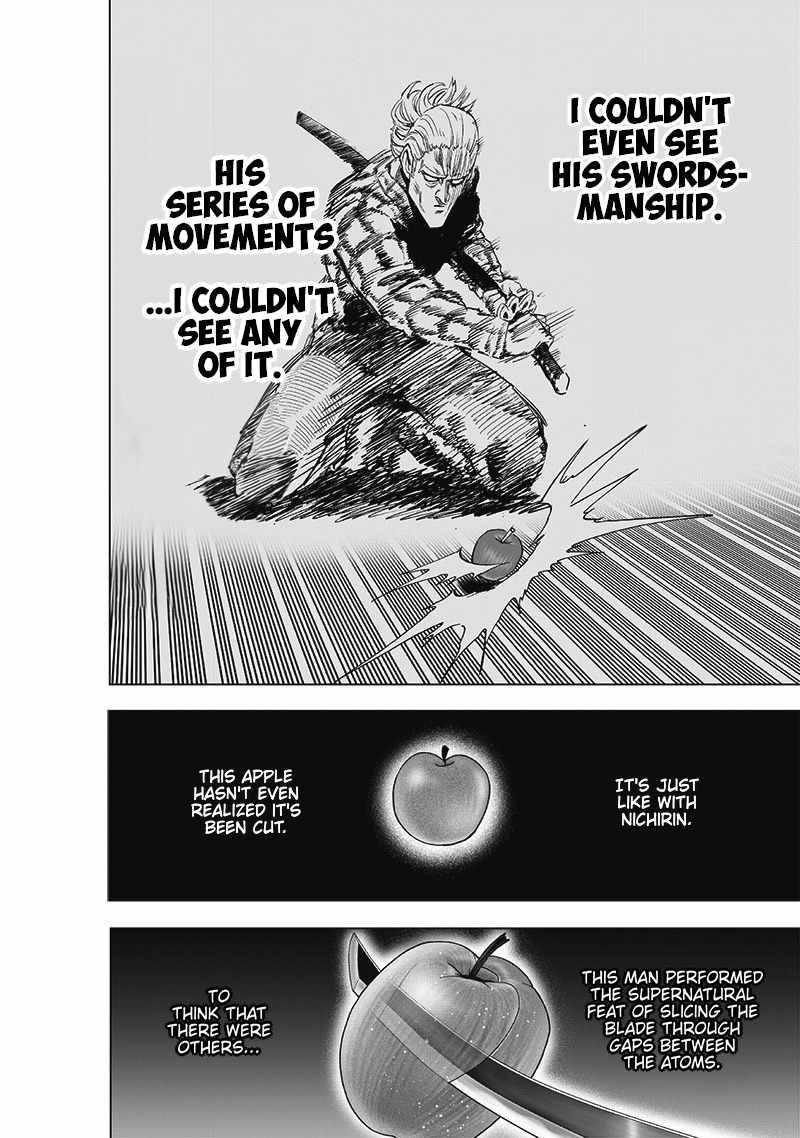 I COULDN'T
EVEN SEE
HIS SWORDS-
MANSHIP.
HIS
SERIES OF
MOVEMENTS
...I COULDN'T
SEE ANY
OF IT.
IT'S JUST
LIKE WITH
NICHIRIN.
THIS APPLE
HASN'T EVEN
REALIZED IT'S
BEEN CUT.
THIS MAN PERFORMED
THE SUPERNATURAL
FEAT OF SLICING THE
BLADE THROUGH
GAPS BETWEEN
THE ATOMS.
TO
THINK THAT
THERE WERE
OTHERS...